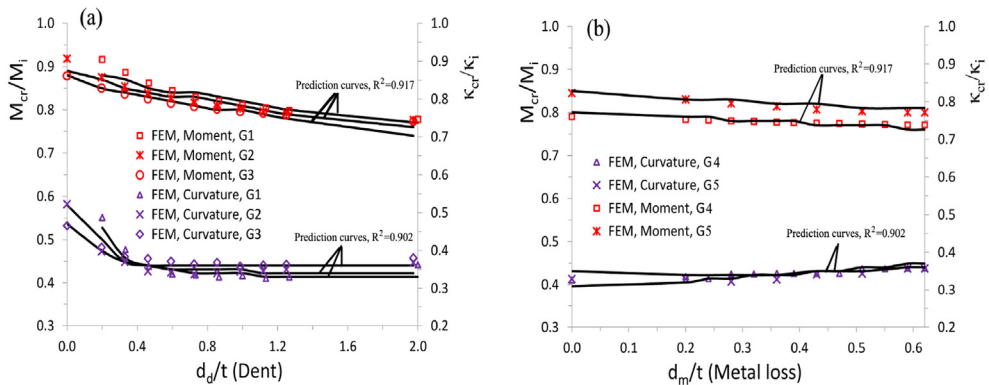 (a)
M_cr/M_i
1.0
0.9
0.8
0.7
0.6
0.5
0.4
0.3
Prediction curves, R²=0.917
FEM, Moment, G1
FEM, Moment, G2
FEM, Moment, G3
FEM, Curvature, G1
FEM, Curvature, G2
FEM, Curvature, G3
Prediction curves, R²=0.902
1.0
0.9
0.8
0.7
0.6
0.5
0.4
0.3
0.2
κ_cr/κ_i
0.0 0.4 0.8 1.2 1.6 2.0
d_d/t (Dent)
(b)
M_cr/M_i
1.0
0.9
0.8
0.7
0.6
0.5
0.4
0.3
Prediction curves, R²=0.917
FEM, Curvature, G4
FEM, Curvature, G5
FEM, Moment, G4
FEM, Moment, G5
Prediction curves, R²=0.902
1.0
0.9
0.8
0.7
0.6
0.5
0.4
0.3
0.2
κ_cr/κ_i
0.0 0.1 0.2 0.3 0.4 0.5 0.6
d_m/t (Metal loss)